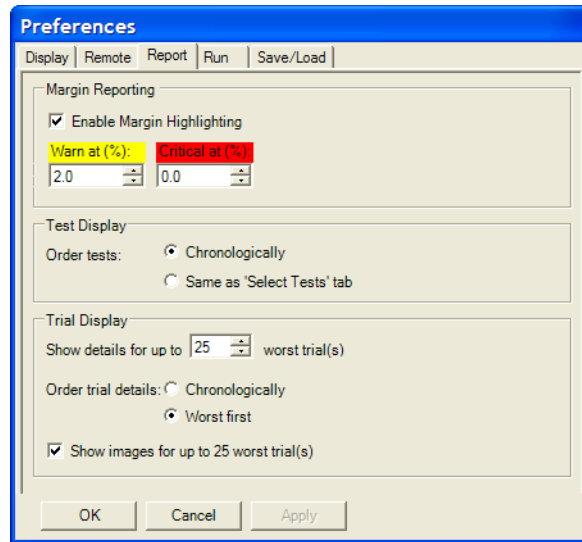 Preferences
Display Remote Report Run Save/Load
Margin Reporting
Enable Margin Highlighting
Warn at (%): Critical at (%):
2.0 0.0
Test Display
Order tests: Chronologically
Same as 'Select Tests' tab
Trial Display
Show details for up to 25 worst trial(s)
Order trial details: Chronologically
Worst first
Show images for up to 25 worst trial(s)
OK Cancel Apply